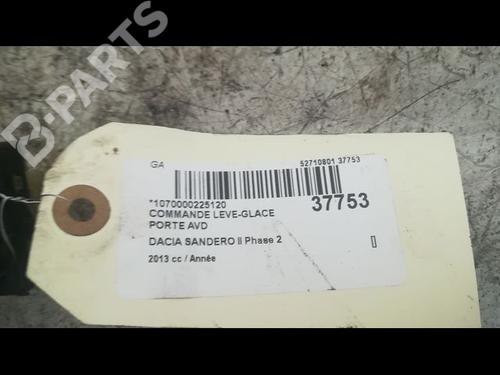 B-PARTS
GA
52710801 37753
*1070000225120
37753
COMMANDE LEVE-GLACE
PORTE AVD
DACIA SANDERO II Phase 2
2013 cc / Année